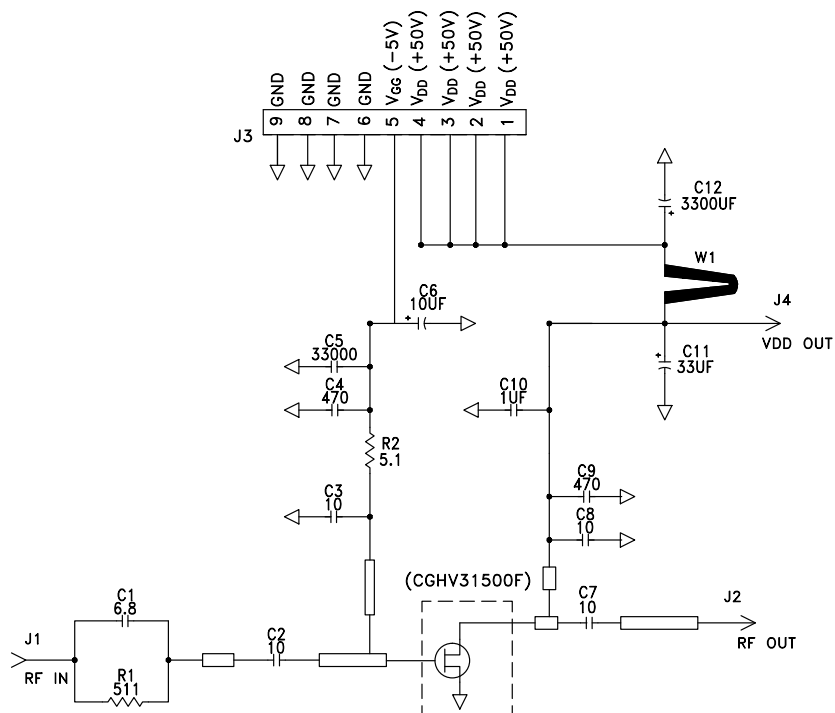 9 GND
8 GND
7 GND
6 GND
5 VGG (-5V)
4 VDD (+50V)
3 VDD (+50V)
2 VDD (+50V)
1 VDD (+50V)
J3
C12
3300UF
+
W1
J4
VDD OUT
C6
10UF
+
C5
33000
C4
470
C11
33UF
+
C10
1UF
R2
5.1
C9
470
C3
10
C8
10
(CGHV31500F)
C7
10
J2
RF OUT
C1
6.8
J1
RF IN
C2
10
R1
511